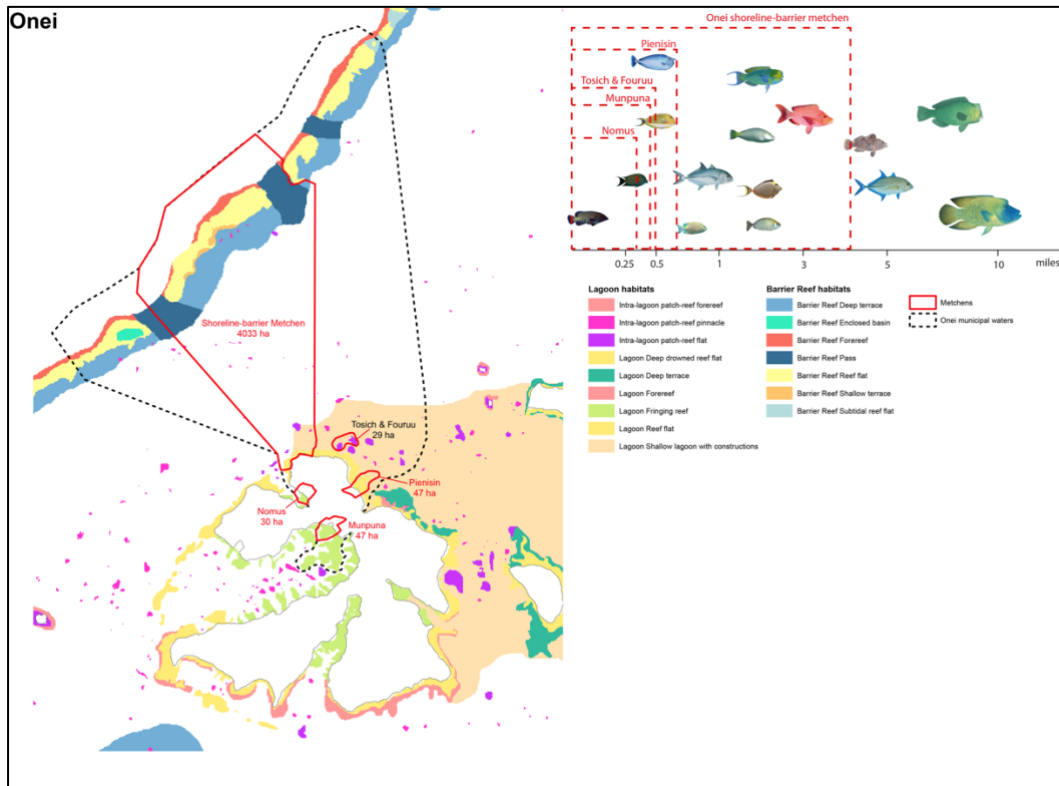 Onei
Shoreline-barrier Metchen
4033 ha
Tosich & Fouruu
29 ha
Pienisin
47 ha
Nomus
30 ha
Munpuna
47 ha
Onei shoreline-barrier metchen
Pienisin
Tosich & Fouruu
Munpuna
Nomus
0.25 0.5 1 3 5 10 miles
Lagoon habitats
Intra-lagoon patch-reef forereef
Intra-lagoon patch-reef pinnacle
Intra-lagoon patch-reef flat
Lagoon Deep drowned reef flat
Lagoon Deep terrace
Lagoon Forereef
Lagoon Fringing reef
Lagoon Reef flat
Lagoon Shallow lagoon with constructions
Barrier Reef habitats
Barrier Reef Deep terrace
Barrier Reef Enclosed basin
Barrier Reef Forereef
Barrier Reef Pass
Barrier Reef Reef flat
Barrier Reef Shallow terrace
Barrier Reef Subtidal reef flat
Metchens
Onei municipal waters